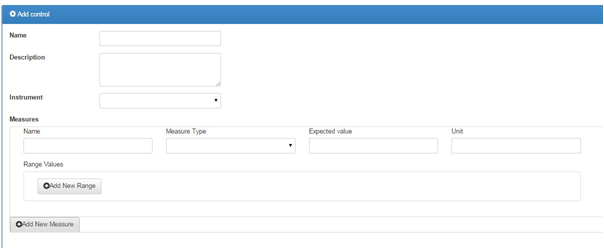 Add control
Name
Description
Instrument
Measures
Name Measure Type Expected value Unit
Range Values
Add New Range
Add New Measure